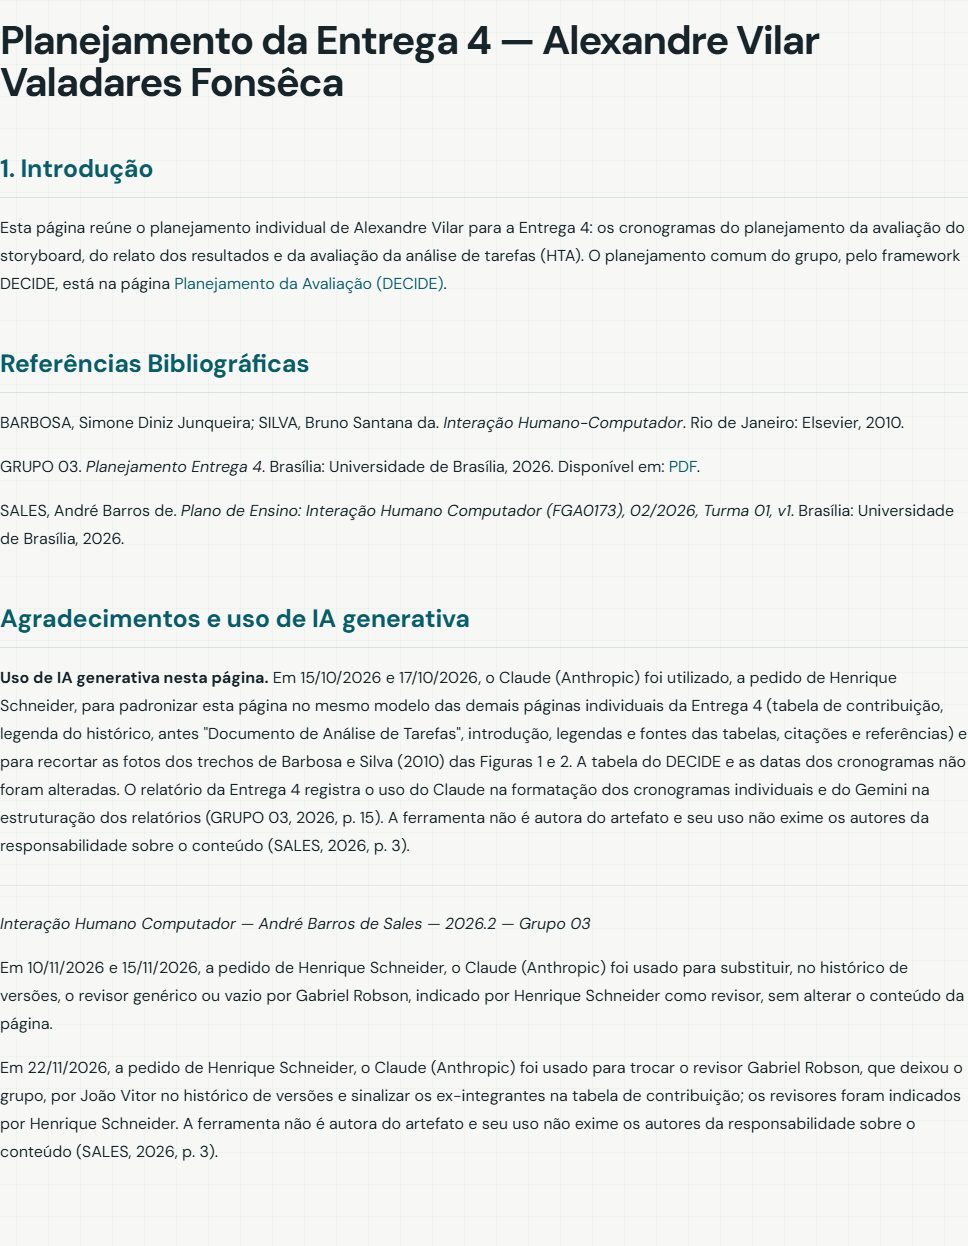 Planejamento da Entrega 4 — Alexandre Vilar
Valadares Fonsêca
1. Introdução
Esta página reúne o planejamento individual de Alexandre Vilar para a Entrega 4: os cronogramas do planejamento da avaliação do
storyboard, do relato dos resultados e da avaliação da análise de tarefas (HTA). O planejamento comum do grupo, pelo framework
DECIDE, está na página Planejamento da Avaliação (DECIDE).
Referências Bibliográficas
BARBOSA, Simone Diniz Junqueira; SILVA, Bruno Santana da. Interação Humano-Computador. Rio de Janeiro: Elsevier, 2010.
GRUPO 03. Planejamento Entrega 4. Brasília: Universidade de Brasília, 2026. Disponível em: PDF.
SALES, André Barros de. Plano de Ensino: Interação Humano Computador (FGA0173), 02/2026, Turma 01, v1. Brasília: Universidade
de Brasília, 2026.
Agradecimentos e uso de IA generativa
Uso de IA generativa nesta página. Em 15/10/2026 e 17/10/2026, o Claude (Anthropic) foi utilizado, a pedido de Henrique
Schneider, para padronizar esta página no mesmo modelo das demais páginas individuais da Entrega 4 (tabela de contribuição,
legenda do histórico, antes "Documento de Análise de Tarefas", introdução, legendas e fontes das tabelas, citações e referências) e
para recortar as fotos dos trechos de Barbosa e Silva (2010) das Figuras 1 e 2. A tabela do DECIDE e as datas dos cronogramas não
foram alteradas. O relatório da Entrega 4 registra o uso do Claude na formatação dos cronogramas individuais e do Gemini na
estruturação dos relatórios (GRUPO 03, 2026, p. 15). A ferramenta não é autora do artefato e seu uso não exime os autores da
responsabilidade sobre o conteúdo (SALES, 2026, p. 3).
Interação Humano Computador — André Barros de Sales — 2026.2 — Grupo 03
Em 10/11/2026 e 15/11/2026, a pedido de Henrique Schneider, o Claude (Anthropic) foi usado para substituir, no histórico de
versões, o revisor genérico ou vazio por Gabriel Robson, indicado por Henrique Schneider como revisor, sem alterar o conteúdo da
página.
Em 22/11/2026, a pedido de Henrique Schneider, o Claude (Anthropic) foi usado para trocar o revisor Gabriel Robson, que deixou o
grupo, por João Vitor no histórico de versões e sinalizar os ex-integrantes na tabela de contribuição; os revisores foram indicados
por Henrique Schneider. A ferramenta não é autora do artefato e seu uso não exime os autores da responsabilidade sobre o
conteúdo (SALES, 2026, p. 3).